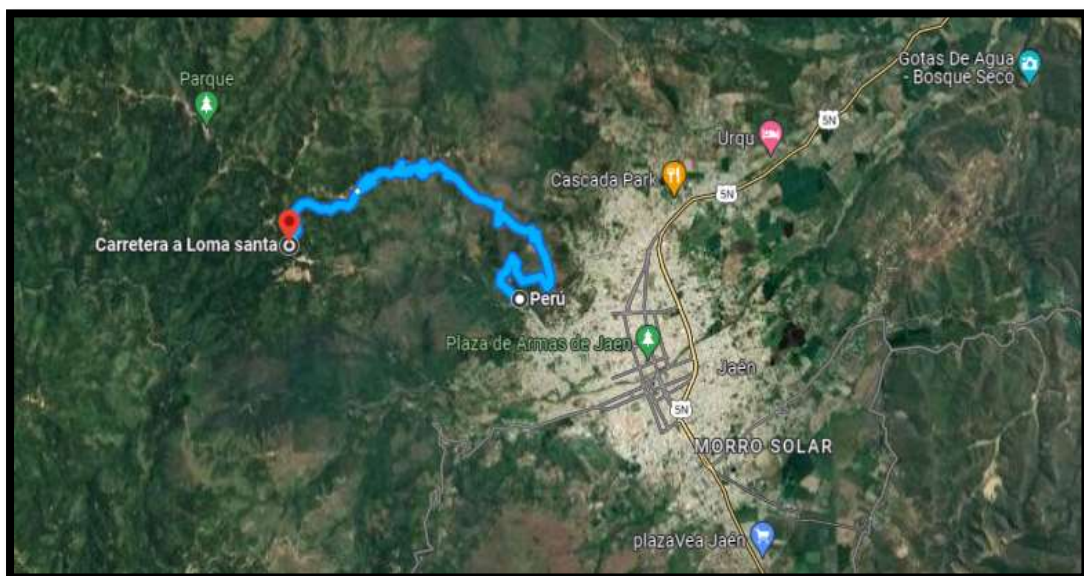 Parque
Gotas De Agua
- Bosque Seco
5N
Urqu
Cascada Park
5N
Carretera a Loma santa
Perú
Plaza de Armas de Jaen
Jaén
5N
MORRO SOLAR
plazaVea Jaén